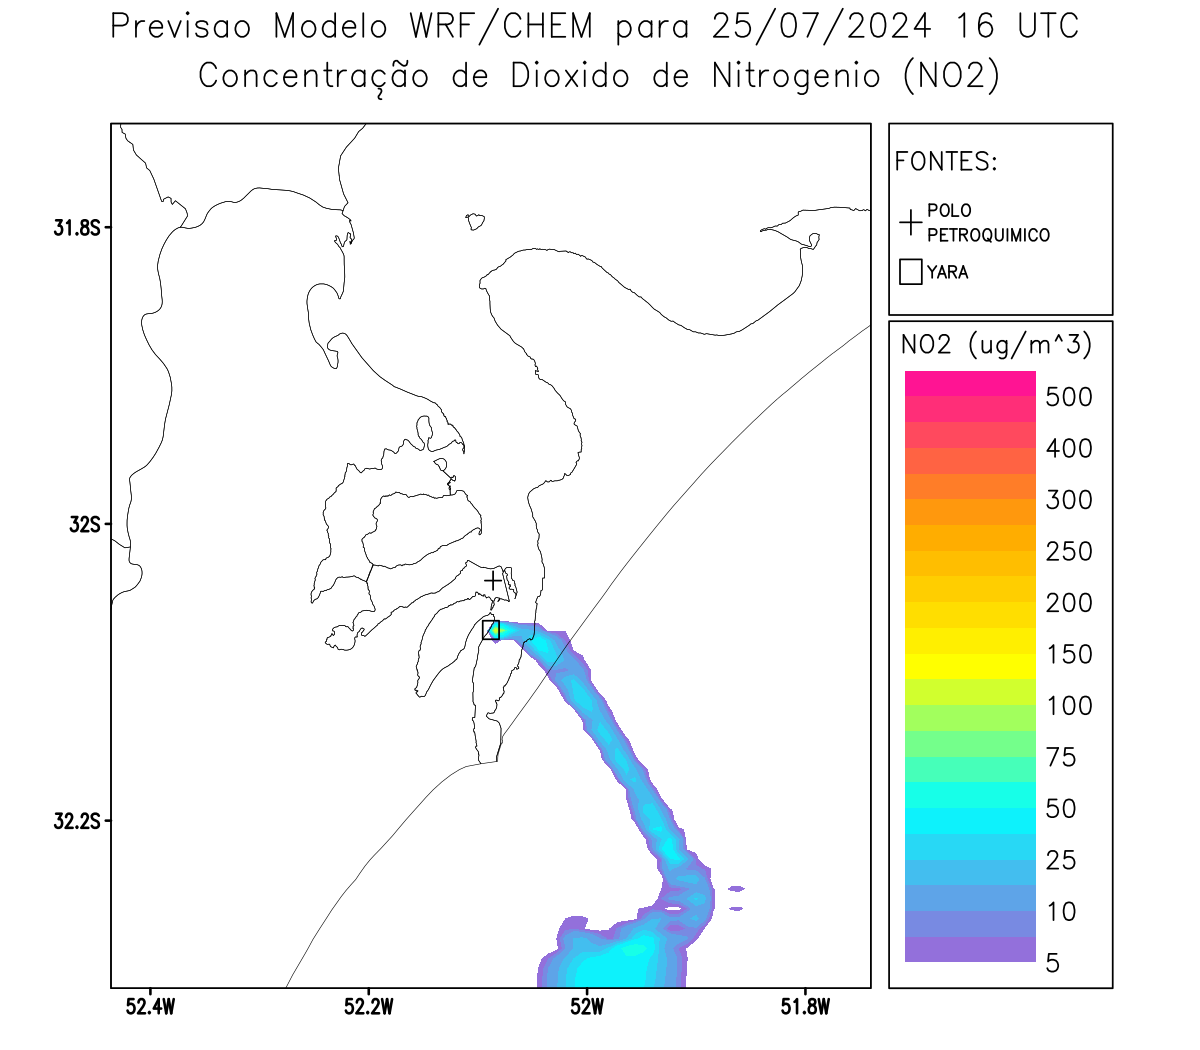 Previsao Modelo WRF/CHEM para 25/07/2024 16 UTC
Concentração de Dioxido de Nitrogenio (NO2)
FONTES:
POLO
PETROQUIMICO
YARA
NO2 (ug/m^3)
500
400
300
250
200
150
100
75
50
25
10
5
31.8S
32S
32.2S
52.4W
52.2W
52W
51.8W